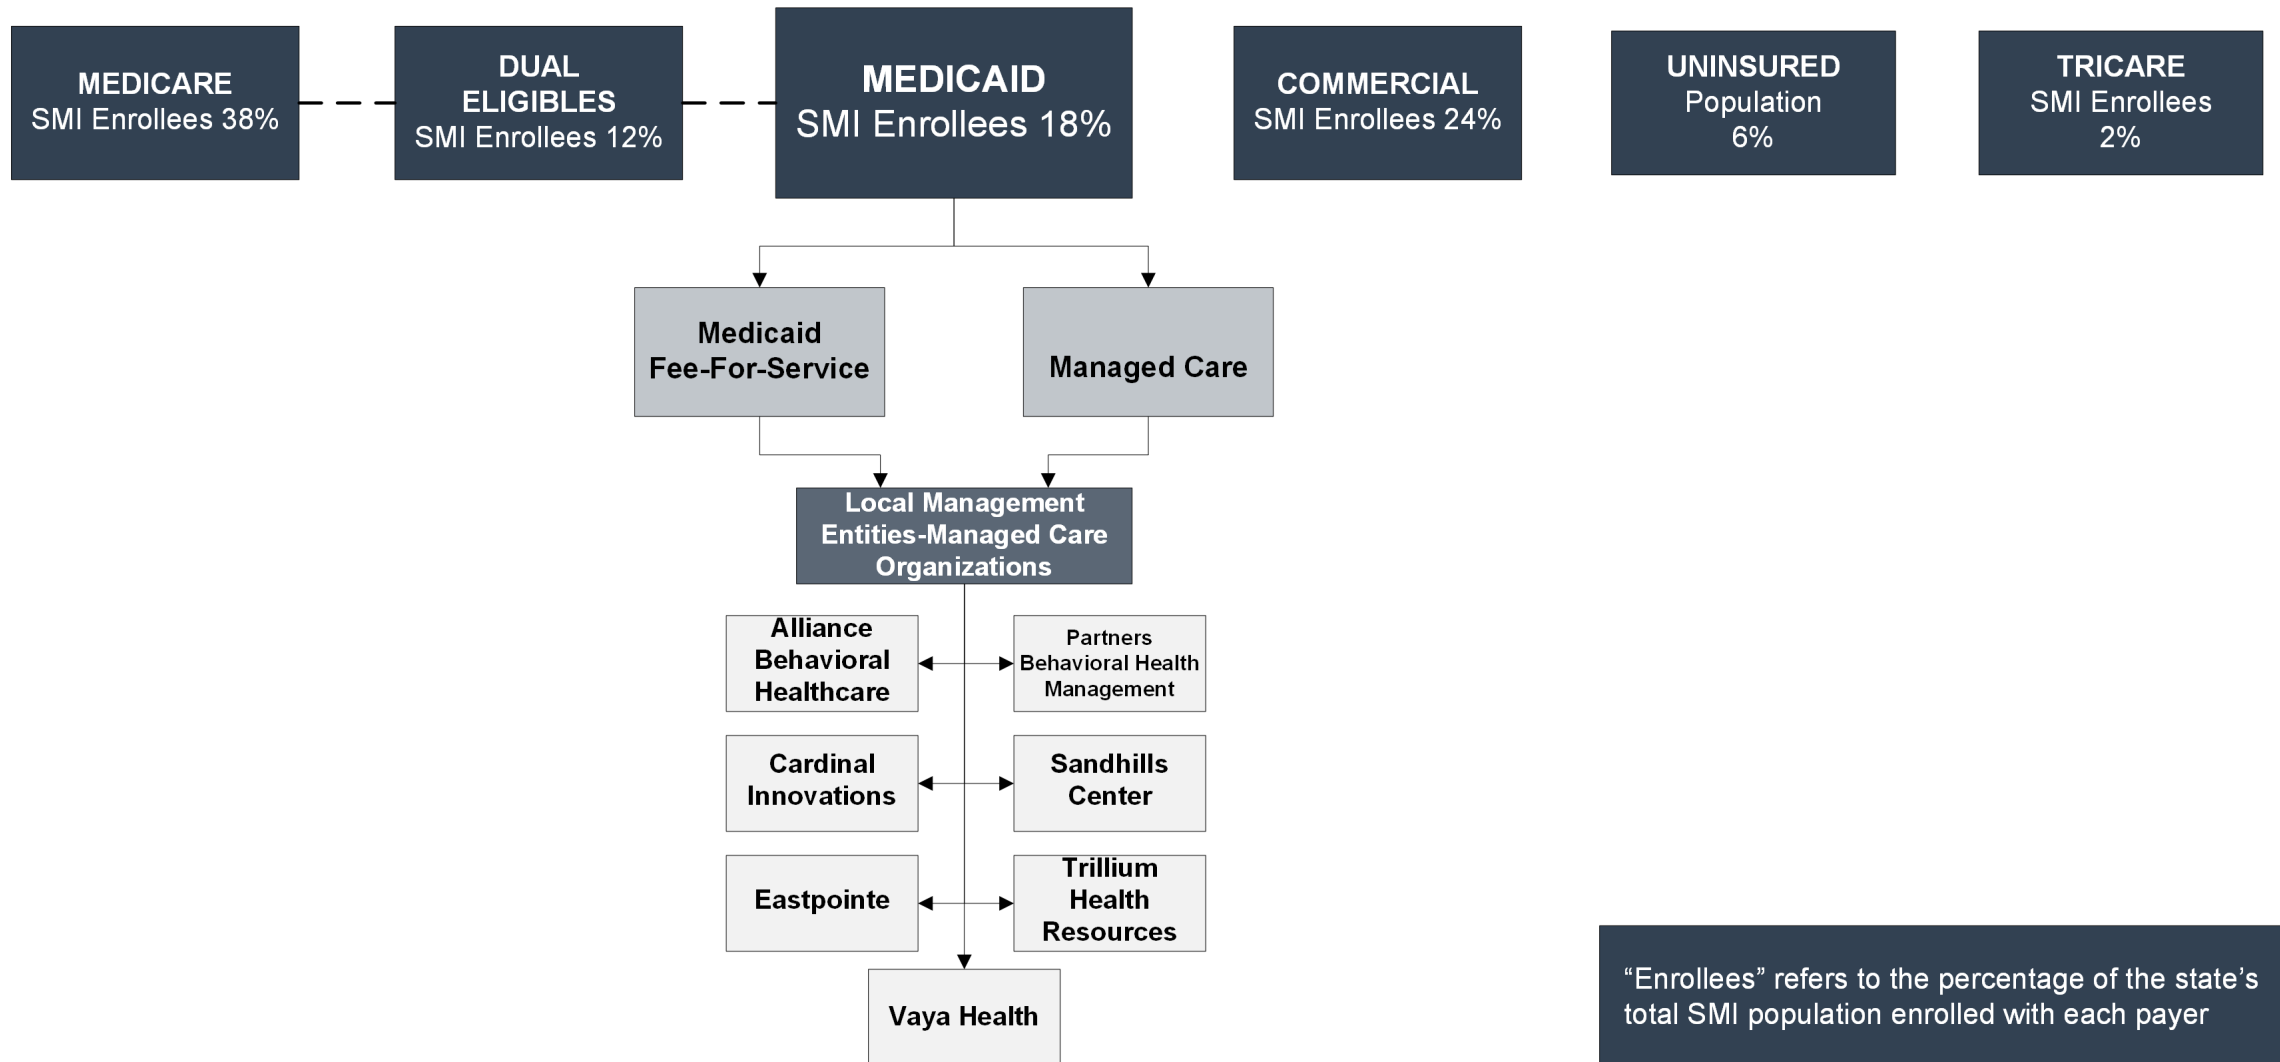 MEDICARE
SMI Enrollees 38%
DUAL
ELIGIBLES
SMI Enrollees 12%
MEDICAID
SMI Enrollees 18%
COMMERCIAL
SMI Enrollees 24%
UNINSURED
Population
6%
TRICARE
SMI Enrollees
2%
Medicaid
Fee-For-Service
Managed Care
Local Management
Entities-Managed Care
Organizations
Alliance
Behavioral
Healthcare
Partners
Behavioral Health
Management
Cardinal
Innovations
Sandhills
Center
Eastpointe
Trillium
Health
Resources
Vaya Health
“Enrollees” refers to the percentage of the state’s
total SMI population enrolled with each payer